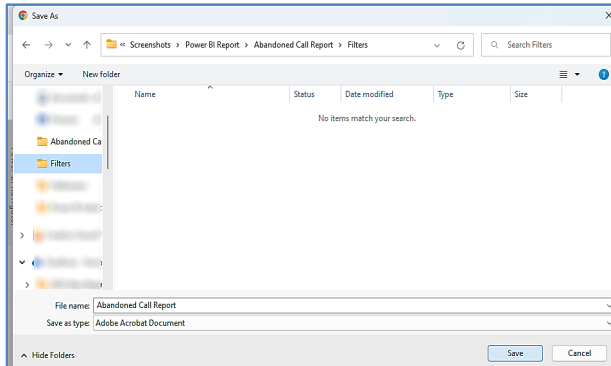 Save As
« Screenshots > Power BI Report > Abandoned Call Report > Filters
Search Filters
Organize New folder
Name Status Date modified Type Size
No items match your search.
Abandoned Ca
Filters
File name: Abandoned Call Report
Save as type: Adobe Acrobat Document
Hide Folders Save Cancel